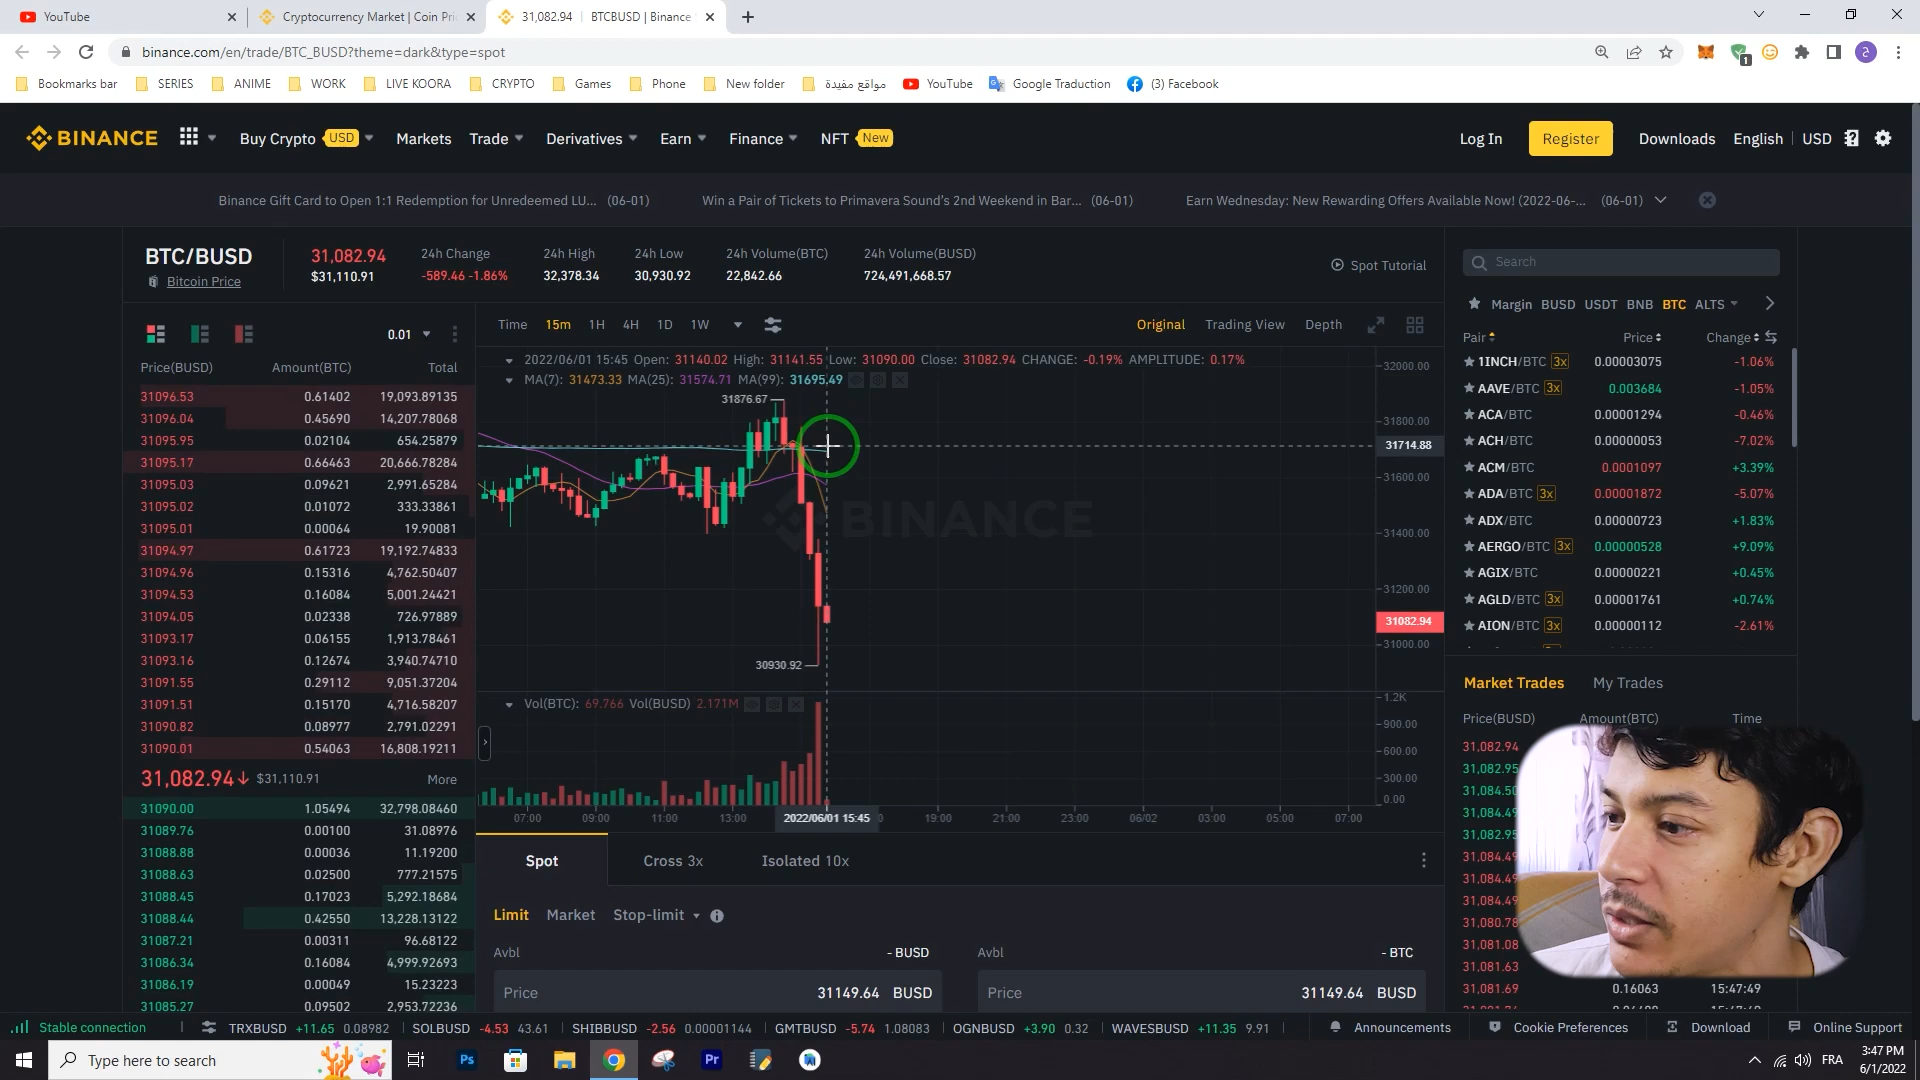 YouTube
Cryptocurrency Market | Coin Pri
31,082.94 | BTCBUSD | Binance
binance.com/en/trade/BTC_BUSD?theme=dark&type=spot
1
Bookmarks bar SERIES ANIME WORK LIVE KOORA CRYPTO Games Phone New folder مواقع مفيدة YouTube Google Traduction (3) Facebook
BINANCE Buy Crypto USD Markets Trade Derivatives Earn Finance NFT New Log In Register Downloads English USD
Binance Gift Card to Open 1:1 Redemption for Unredeemed LU... (06-01) Win a Pair of Tickets to Primavera Sound's 2nd Weekend in Bar... (06-01) Earn Wednesday: New Rewarding Offers Available Now! (2022-06-... (06-01)
BTC/BUSD
Bitcoin Price
31,082.94
$31,110.91
24h Change
-589.46 -1.86%
24h High
32,378.34
24h Low
30,930.92
24h Volume(BTC)
22,842.66
24h Volume(BUSD)
724,491,668.57
Spot Tutorial
0.01
Price(BUSD) Amount(BTC) Total
31096.53 0.61402 19,093.89135
31096.04 0.45690 14,207.78068
31095.95 0.02104 654.25879
31095.17 0.66463 20,666.78284
31095.03 0.09621 2,991.65284
31095.02 0.01072 333.33861
31095.01 0.00064 19.90081
31094.97 0.61723 19,192.74833
31094.96 0.15316 4,762.50407
31094.53 0.16084 5,001.24421
31094.05 0.02338 726.97889
31093.17 0.06155 1,913.78461
31093.16 0.12674 3,940.74710
31091.55 0.29112 9,051.37204
31091.51 0.15170 4,716.58207
31090.82 0.08977 2,791.02291
31090.01 0.54063 16,808.19211
31,082.94↓ $31,110.91 More
31090.00 1.05494 32,798.08460
31089.76 0.00100 31.08976
31088.88 0.00036 11.19200
31088.63 0.02500 777.21575
31088.45 0.17023 5,292.18684
31088.44 0.42550 13,228.13122
31087.21 0.00311 96.68122
31086.34 0.16084 4,999.92693
31086.19 0.00049 15.23223
31085.27 0.09502 2,953.72236
Time 15m 1H 4H 1D 1W
Original Trading View Depth
2022/06/01 15:45 Open: 31140.02 High: 31141.55 Low: 31090.00 Close: 31082.94 CHANGE: -0.19% AMPLITUDE: 0.17%
MA(7): 31473.33 MA(25): 31574.71 MA(99): 31695.49
31876.67
30930.92
BINANCE
32000.00
31800.00
31714.88
31600.00
31400.00
31200.00
31082.94
31000.00
Vol(BTC): 69.766 Vol(BUSD) 2,171M
1.2K
900.00
600.00
300.00
0.00
07:00 09:00 11:00 13:00 2022/06/01 15:45 19:00 21:00 23:00 06/02 03:00 05:00 07:00
Spot Cross 3x Isolated 10x
Limit Market Stop-limit
Avbl - BUSD
Price 31149.64 BUSD
Avbl - BTC
Price 31149.64 BUSD
Search
Margin BUSD USDT BNB BTC ALTS
Pair Price Change
1INCH/BTC 3x 0.00003075 -1.06%
AAVE/BTC 3x 0.003684 -1.05%
ACA/BTC 0.00001294 -0.46%
ACH/BTC 0.00000053 -7.02%
ACM/BTC 0.0001097 +3.39%
ADA/BTC 3x 0.00001872 -5.07%
ADX/BTC 0.00000723 +1.83%
AERGO/BTC 3x 0.00000528 +9.09%
AGIX/BTC 0.00000221 +0.45%
AGLD/BTC 3x 0.00001761 +0.74%
AION/BTC 3x 0.00000112 -2.61%
Market Trades My Trades
Price(BUSD) Amount(BTC) Time
31,082.94
31,082.95
31,084.50
31,084.49
31,082.95
31,084.49
31,084.49
31,084.49
31,080.78
31,081.08
31,081.63
31,081.69 0.16063 15:47:49
Stable connection TRXBUSD +11.65 0.08982 SOLBUSD -4.53 43.61 SHIBBUSD -2.56 0.00001144 GMTBUSD -5.74 1.08083 OGNBUSD +3.90 0.32 WAVESBUSD +11.35 9.91 Announcements Cookie Preferences Download Online Support
Type here to search
Ps
Pr
FRA
3:47 PM
6/1/2022